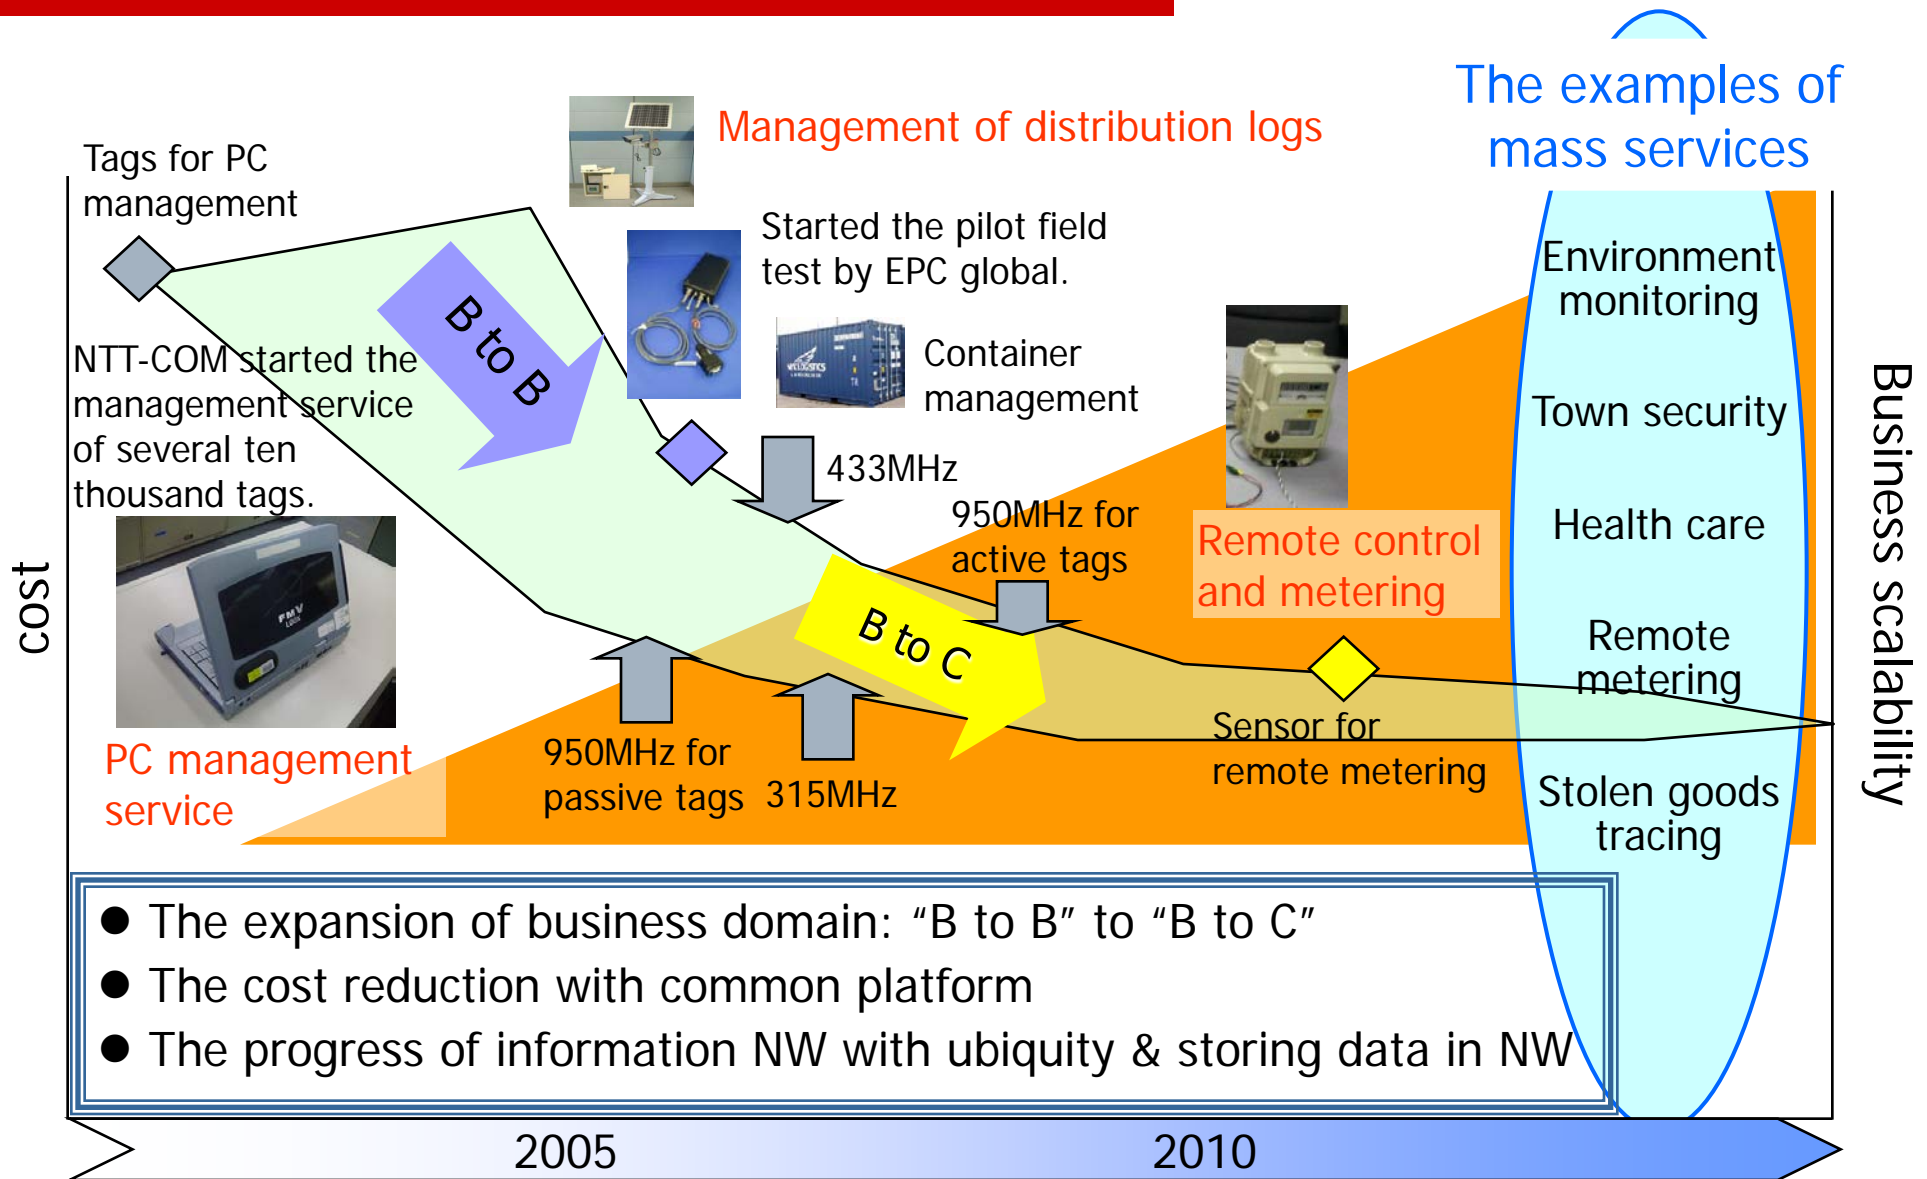 The examples of
mass services
Management of distribution logs
Tags for PC
management
Started the pilot field
test by EPC global.
Environment
monitoring
B to B
NTT-COM started the
management service
of several ten
thousand tags.
Container
management
Town security
433MHz
950MHz for
active tags
Health care
Remote control
and metering
cost
Business scalability
FMV
B to C
Remote
metering
Sensor for
remote metering
PC management
service
950MHz for
passive tags
315MHz
Stolen goods
tracing
● The expansion of business domain: “B to B” to “B to C”
● The cost reduction with common platform
● The progress of information NW with ubiquity & storing data in NW
2005
2010